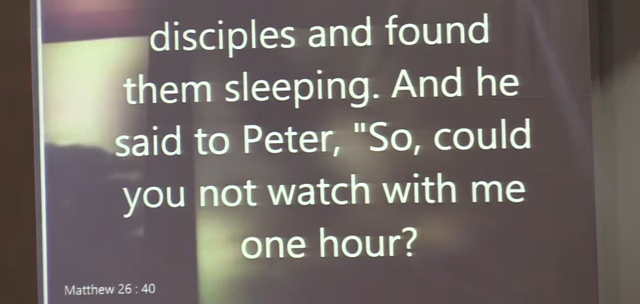 disciples and found
them sleeping. And he
said to Peter, "So, could
you not watch with me
one hour?
Matthew 26 : 40